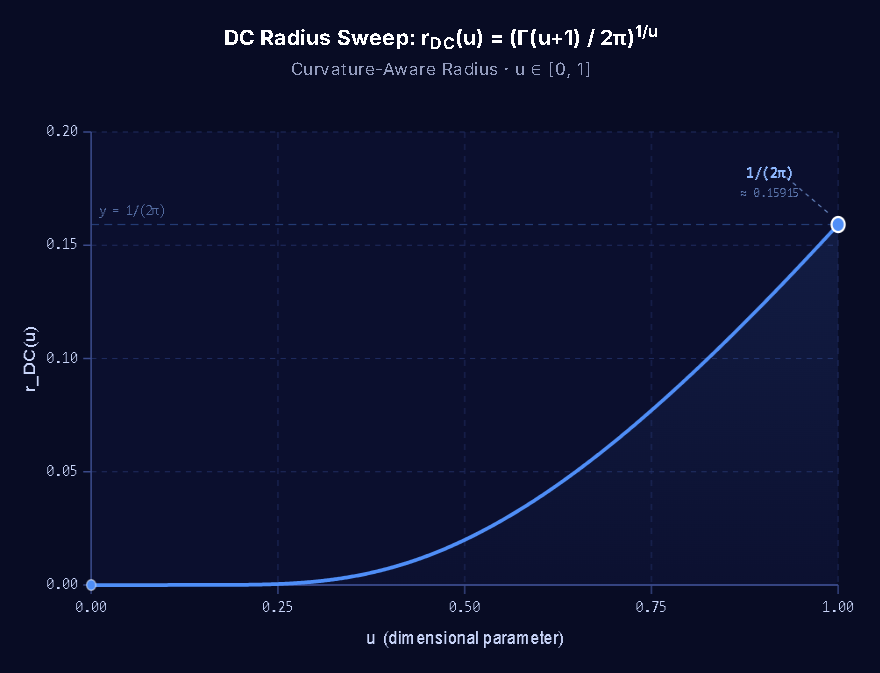 DC Radius Sweep: r_DC(u) = (Γ(u+1) / 2π)^1/u
Curvature-Aware Radius · u ∈ [0, 1]
0.20
1/(2π)
≈ 0.15915
y = 1/(2π)
0.15
0.10
r_DC(u)
0.05
0.00
0.00 0.25 0.50 0.75 1.00
u (dimensional parameter)